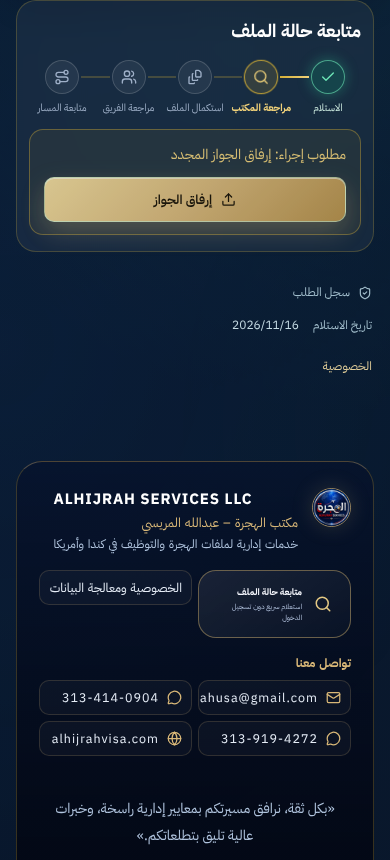 متابعة حالة الملف
الاستلام
مراجعة المكتب
استكمال الملف
مراجعة الفريق
متابعة المسار
مطلوب إجراء: إرفاق الجواز المجدد
إرفاق الجواز
سجل الطلب
تاريخ الاستلام 2026/11/16
الخصوصية
ALHIJRAH SERVICES LLC
مكتب الهجرة – عبدالله المريسي
خدمات إدارية لملفات الهجرة والتوظيف في كندا وأمريكا
متابعة حالة الملف
استعلام سريع دون تسجيل
الدخول
الخصوصية ومعالجة البيانات
تواصل معنا
ahusa@gmail.com
313-414-0904
313-919-4272
alhijrahvisa.com
«بكل ثقة، نرافق مسيرتكم بمعايير إدارية راسخة، وخبرات
عالية تليق بتطلعاتكم.»